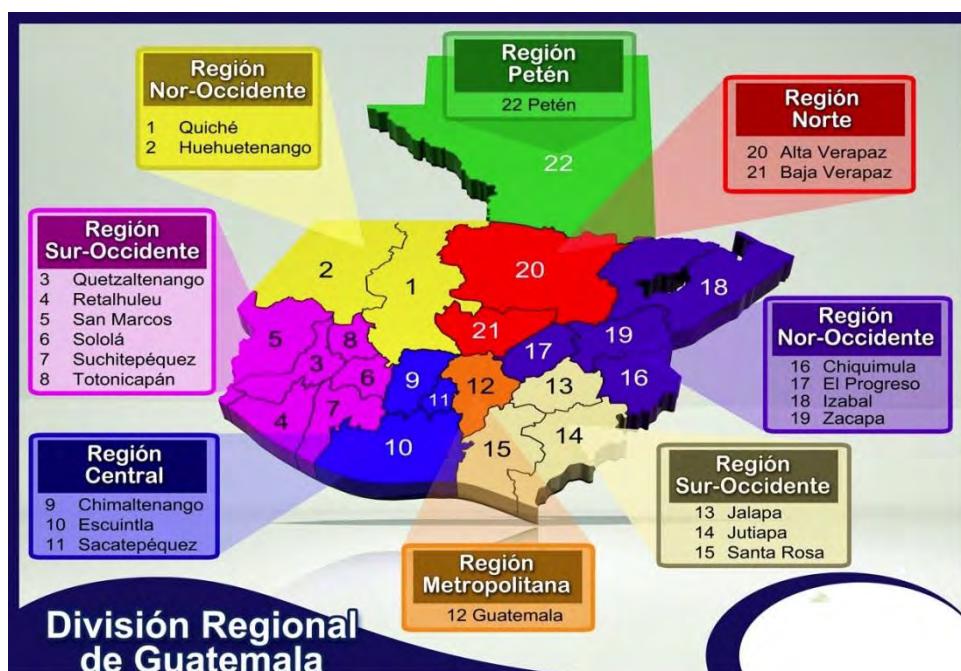 Región
Nor-Occidente
1 Quiché
2 Huehuetenango
Región
Petén
22 Petén
Región
Norte
20 Alta Verapaz
21 Baja Verapaz
Región
Sur-Occidente
3 Quetzaltenango
4 Retalhuleu
5 San Marcos
6 Sololá
7 Suchitepéquez
8 Totonicapán
Región
Nor-Occidente
16 Chiquimula
17 El Progreso
18 Izabal
19 Zacapa
Región
Central
9 Chimaltenango
10 Escuintla
11 Sacatepéquez
Región
Metropolitana
12 Guatemala
Región
Sur-Occidente
13 Jalapa
14 Jutiapa
15 Santa Rosa
22
2
1
20
18
21
19
17
16
5
8
3
6
9
11
12
13
4
7
10
15
14
División Regional
de Guatemala